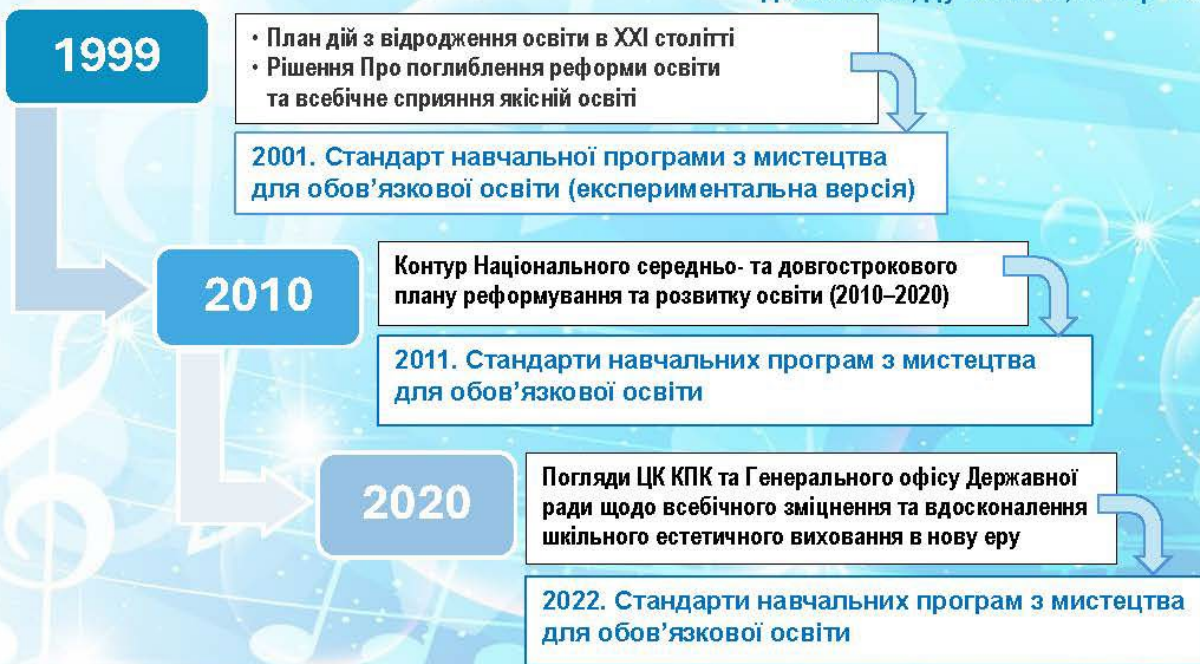 1999
• План дій з відродження освіти в XXI столітті
• Рішення Про поглиблення реформи освіти
та всебічне сприяння якісній освіті
2001. Стандарт навчальної програми з мистецтва
для обов’язкової освіти (експериментальна версія)
2010
Контур Національного середньо- та довгострокового
плану реформування та розвитку освіти (2010–2020)
2011. Стандарти навчальних програм з мистецтва
для обов’язкової освіти
2020
Погляди ЦК КПК та Генерального офісу Державної
ради щодо всебічного зміцнення та вдосконалення
шкільного естетичного виховання в нову еру
2022. Стандарти навчальних програм з мистецтва
для обов’язкової освіти